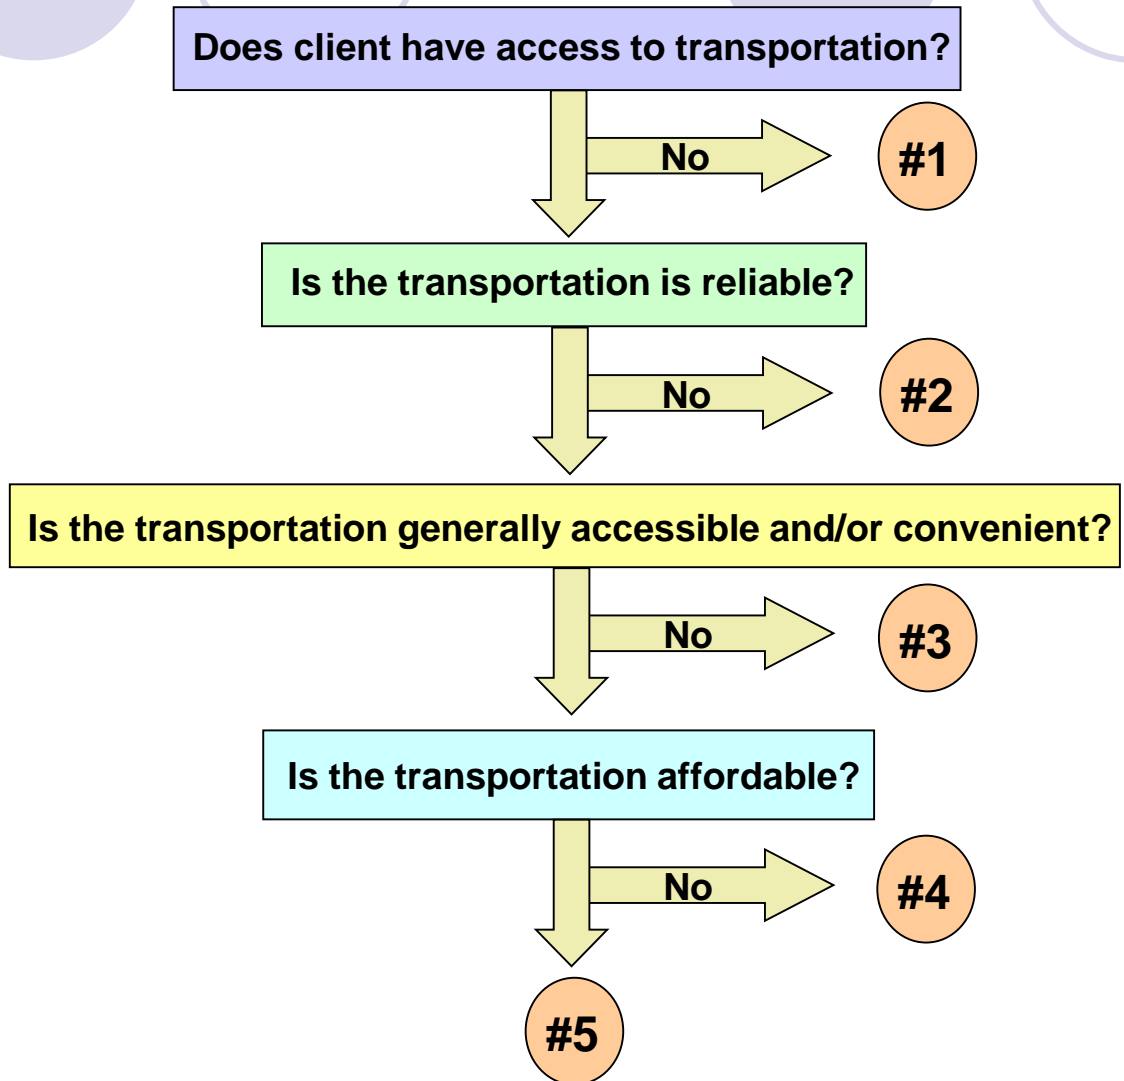 Does client have access to transportation?
No
#1
Is the transportation is reliable?
No
#2
Is the transportation generally accessible and/or convenient?
No
#3
Is the transportation affordable?
No
#4
#5